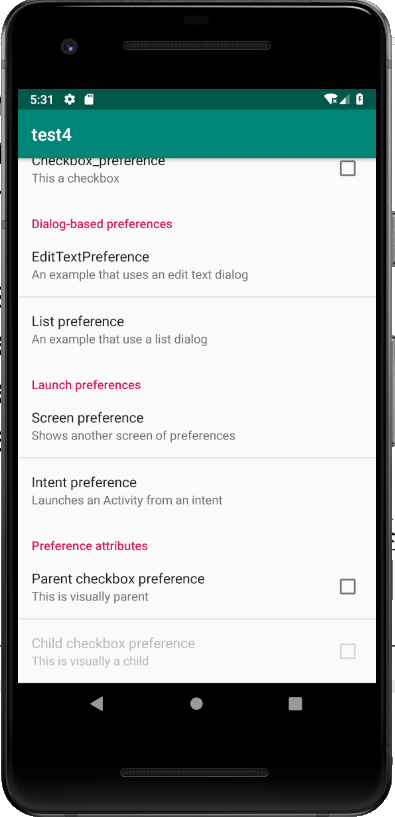 5:31
test4
Checkbox_preference
This a checkbox
Dialog-based preferences
EditTextPreference
An example that uses an edit text dialog
List preference
An example that use a list dialog
Launch preferences
Screen preference
Shows another screen of preferences
Intent preference
Launches an Activity from an intent
Preference attributes
Parent checkbox preference
This is visually parent
Child checkbox preference
This is visually a child